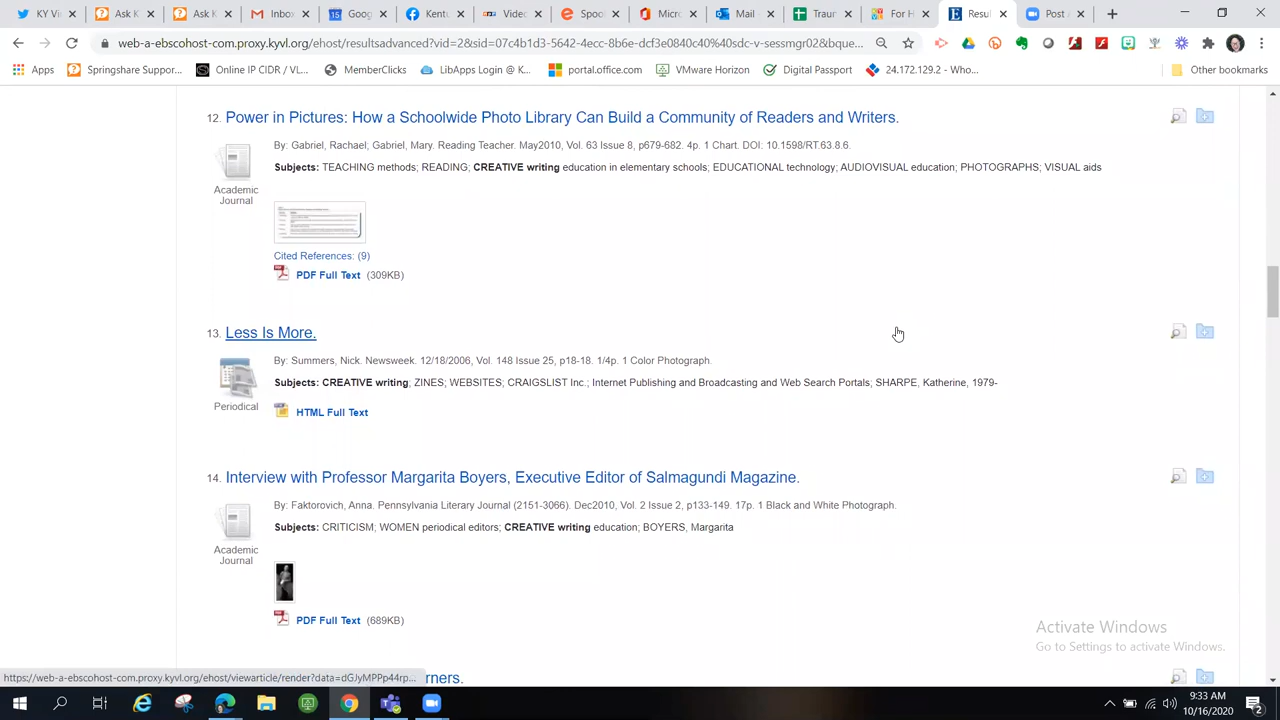 KY Vi
Ask K
Ask K
Inbox
Goog
Kent
CREATIVE
Spoo
Micr
Mail -
Traun
For H
Resul
Post
web-a-ebscohost-com.proxy.kyvl.org/ehost/resultsadvanced?vid=2&sid=07c4b1d3-5642-4ecc-8b6e-dcf3e0840c40%40sdc-v-sessmgr02&bque...
Apps
Springshare Suppor...
Online IP CIDR / VL...
MemberClicks
LibApps Login @ K...
portal.office.com
VMware Horizon
Digital Passport
24.172.129.2 - Who...
Other bookmarks
12. Power in Pictures: How a Schoolwide Photo Library Can Build a Community of Readers and Writers.
By: Gabriel, Rachael; Gabriel, Mary. Reading Teacher. May2010, Vol. 63 Issue 8, p679-682. 4p. 1 Chart. DOI: 10.1598/RT.63.8.6.
Subjects: TEACHING methods; READING; CREATIVE writing education in elementary schools; EDUCATIONAL technology; AUDIOVISUAL education; PHOTOGRAPHS; VISUAL aids
Academic
Journal
Cited References: (9)
PDF Full Text (309KB)
13. Less Is More.
By: Summers, Nick. Newsweek. 12/18/2006, Vol. 148 Issue 25, p18-18. 1/4p. 1 Color Photograph.
Subjects: CREATIVE writing; ZINES; WEBSITES; CRAIGSLIST Inc.; Internet Publishing and Broadcasting and Web Search Portals; SHARPE, Katherine, 1979-
Periodical
HTML Full Text
14. Interview with Professor Margarita Boyers, Executive Editor of Salmagundi Magazine.
By: Faktorovich, Anna. Pennsylvania Literary Journal (2151-3066). Dec2010, Vol. 2 Issue 2, p133-149. 17p. 1 Black and White Photograph.
Subjects: CRITICISM; WOMEN periodical editors; CREATIVE writing education; BOYERS, Margarita
Academic
Journal
PDF Full Text (689KB)
Activate Windows
Go to Settings to activate Windows.
https://web-a-ebscohost-com.proxy.kyvl.org/ehost/viewarticle/render?data=dGJyMPPp44rp...
rners.
9:33 AM
10/16/2020
2